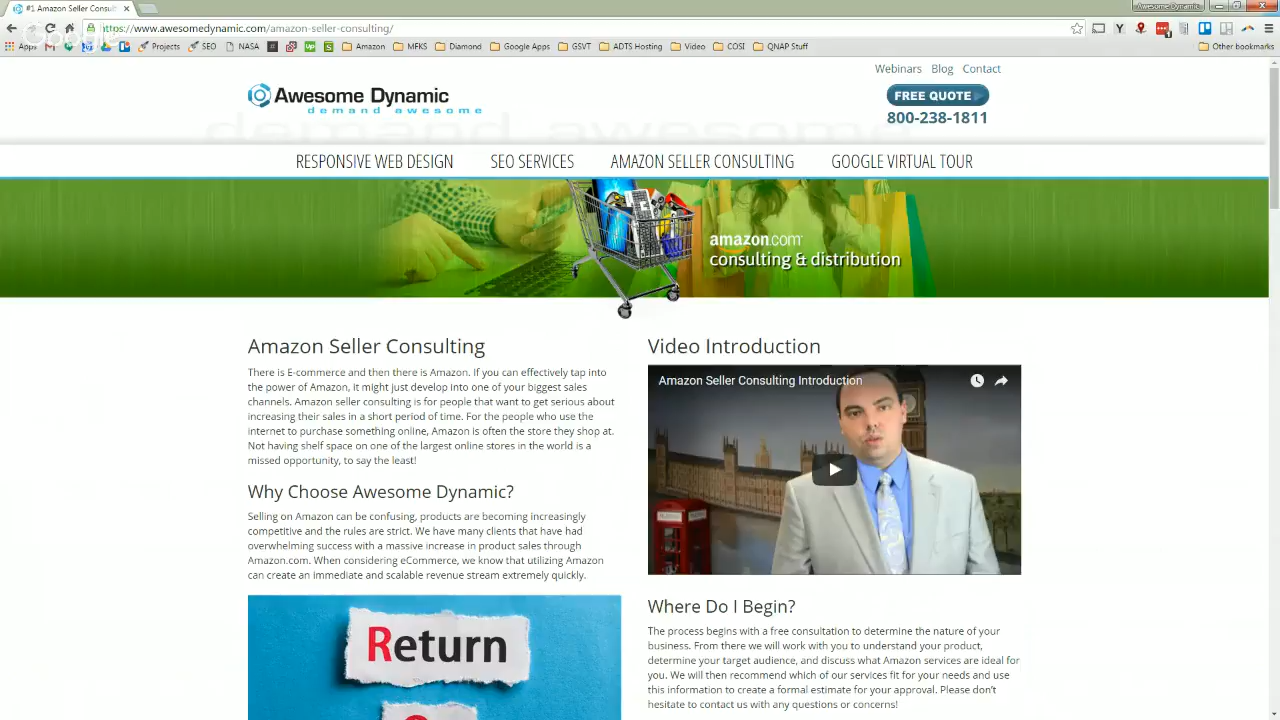 #1 Amazon Seller Consult
Awesome Dynamic
https://www.awesomedynamic.com/amazon-seller-consulting/
Google
Apps
Projects
SEO
NASA
Amazon
MFKS
Diamond
Google Apps
GSVT
ADTS Hosting
Video
COSI
QNAP Stuff
Other bookmarks
Webinars Blog Contact
Awesome Dynamic
demand awesome
FREE QUOTE
800-238-1811
demand awesome
RESPONSIVE WEB DESIGN SEO SERVICES AMAZON SELLER CONSULTING GOOGLE VIRTUAL TOUR
amazon.com
consulting & distribution
Amazon Seller Consulting
There is E-commerce and then there is Amazon. If you can effectively tap into
the power of Amazon, it might just develop into one of your biggest sales
channels. Amazon seller consulting is for people that want to get serious about
increasing their sales in a short period of time. For the people who use the
internet to purchase something online, Amazon is often the store they shop at.
Not having shelf space on one of the largest online stores in the world is a
missed opportunity, to say the least!
Why Choose Awesome Dynamic?
Selling on Amazon can be confusing, products are becoming increasingly
competitive and the rules are strict. We have many clients that have had
overwhelming success with a massive increase in product sales through
Amazon.com. When considering eCommerce, we know that utilizing Amazon
can create an immediate and scalable revenue stream extremely quickly.
Return
Video Introduction
Amazon Seller Consulting Introduction
Where Do I Begin?
The process begins with a free consultation to determine the nature of your
business. From there we will work with you to understand your product,
determine your target audience, and discuss what Amazon services are ideal for
you. We will then recommend which of our services fit for your needs and use
this information to create a formal estimate for your approval. Please don't
hesitate to contact us with any questions or concerns!